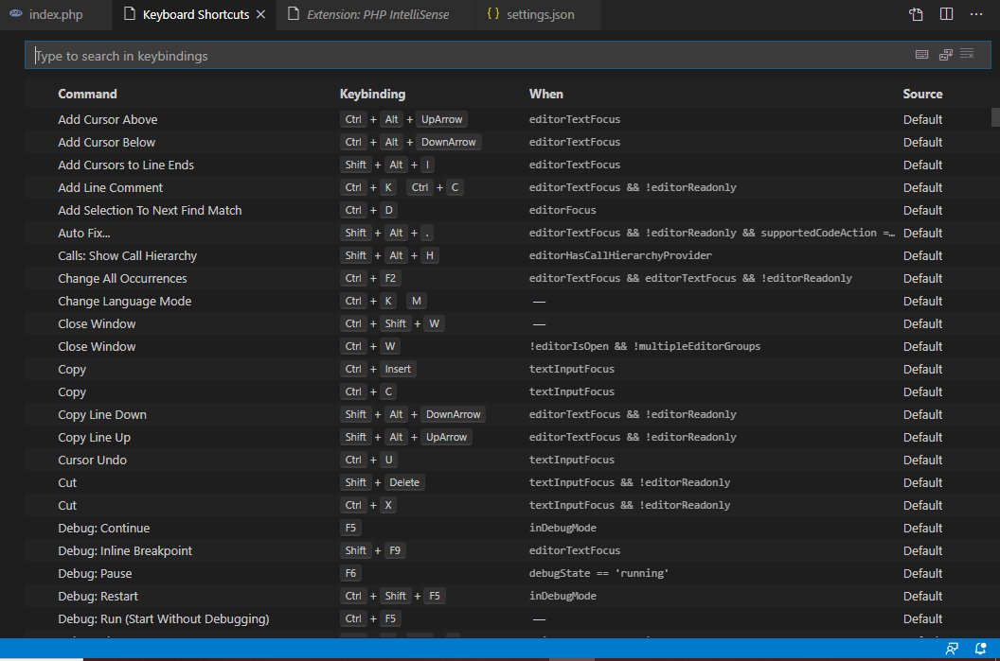 index.php Keyboard Shortcuts Extension: PHP IntelliSense { } settings.json
Type to search in keybindings
Command Keybinding When Source
Add Cursor Above Ctrl + Alt + UpArrow editorTextFocus Default
Add Cursor Below Ctrl + Alt + DownArrow editorTextFocus Default
Add Cursors to Line Ends Shift + Alt + I editorTextFocus Default
Add Line Comment Ctrl + K Ctrl + C editorTextFocus && !editorReadonly Default
Add Selection To Next Find Match Ctrl + D editorFocus Default
Auto Fix... Shift + Alt + . editorTextFocus && !editorReadonly && supportedCodeAction =… Default
Calls: Show Call Hierarchy Shift + Alt + H editorHasCallHierarchyProvider Default
Change All Occurrences Ctrl + F2 editorTextFocus && editorTextFocus && !editorReadonly Default
Change Language Mode Ctrl + K M — Default
Close Window Ctrl + Shift + W — Default
Close Window Ctrl + W !editorIsOpen && !multipleEditorGroups Default
Copy Ctrl + Insert textInputFocus Default
Copy Ctrl + C textInputFocus Default
Copy Line Down Shift + Alt + DownArrow editorTextFocus && !editorReadonly Default
Copy Line Up Shift + Alt + UpArrow editorTextFocus && !editorReadonly Default
Cursor Undo Ctrl + U textInputFocus Default
Cut Shift + Delete textInputFocus && !editorReadonly Default
Cut Ctrl + X textInputFocus && !editorReadonly Default
Debug: Continue F5 inDebugMode Default
Debug: Inline Breakpoint Shift + F9 editorTextFocus Default
Debug: Pause F6 debugState == 'running' Default
Debug: Restart Ctrl + Shift + F5 inDebugMode Default
Debug: Run (Start Without Debugging) Ctrl + F5 — Default